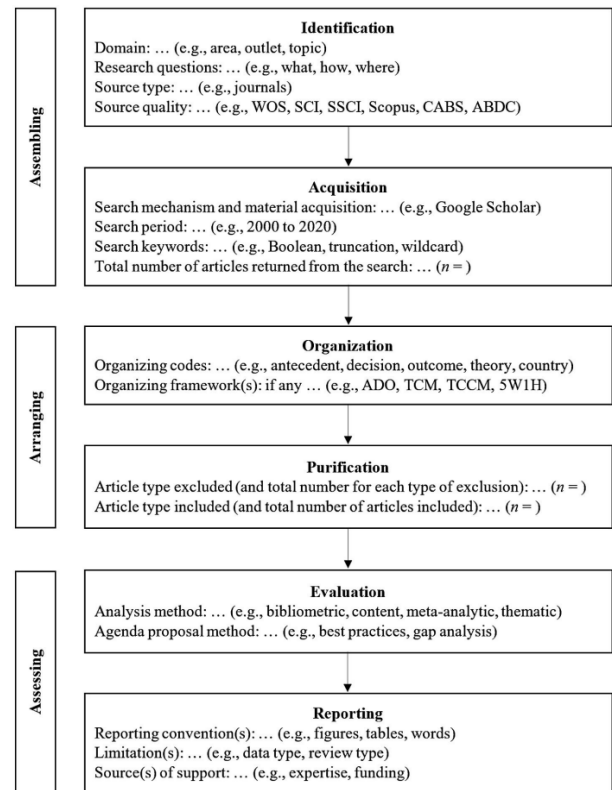 Assembling
Identification
Domain: … (e.g., area, outlet, topic)
Research questions: … (e.g., what, how, where)
Source type: … (e.g., journals)
Source quality: … (e.g., WOS, SCI, SSCI, Scopus, CABS, ABDC)
Acquisition
Search mechanism and material acquisition: … (e.g., Google Scholar)
Search period: … (e.g., 2000 to 2020)
Search keywords: … (e.g., Boolean, truncation, wildcard)
Total number of articles returned from the search: … (n = )
Arranging
Organization
Organizing codes: … (e.g., antecedent, decision, outcome, theory, country)
Organizing framework(s): if any … (e.g., ADO, TCM, TCCM, 5W1H)
Purification
Article type excluded (and total number for each type of exclusion): … (n = )
Article type included (and total number of articles included): … (n = )
Assessing
Evaluation
Analysis method: … (e.g., bibliometric, content, meta-analytic, thematic)
Agenda proposal method: … (e.g., best practices, gap analysis)
Reporting
Reporting convention(s): … (e.g., figures, tables, words)
Limitation(s): … (e.g., data type, review type)
Source(s) of support: … (e.g., expertise, funding)